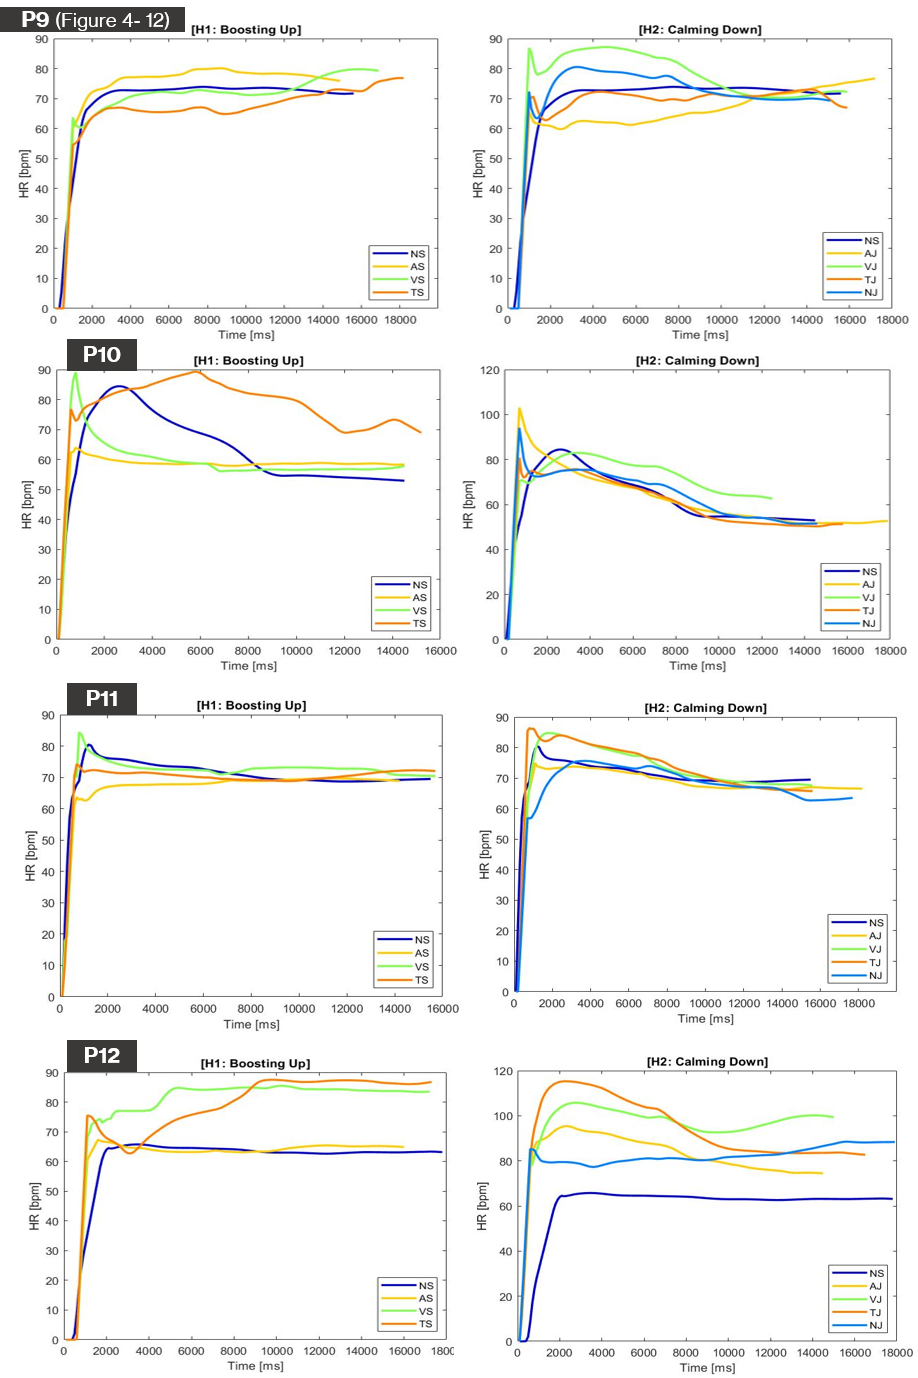 P9 (Figure 4- 12)
[H1: Boosting Up]
90
80
70
60
50
40
30
20
10
0
HR [bpm]
0 2000 4000 6000 8000 10000 12000 14000 16000 18000
Time [ms]
NS
AS
VS
TS
[H2: Calming Down]
90
80
70
60
50
40
30
20
10
0
HR [bpm]
0 2000 4000 6000 8000 10000 12000 14000 16000 18000
Time [ms]
NS
AJ
VJ
TJ
NJ
P10
[H1: Boosting Up]
90
80
70
60
50
40
30
20
10
0
HR [bpm]
0 2000 4000 6000 8000 10000 12000 14000 16000
Time [ms]
NS
AS
VS
TS
[H2: Calming Down]
120
100
80
60
40
20
0
HR [bpm]
0 2000 4000 6000 8000 10000 12000 14000 16000 18000
Time [ms]
NS
AJ
VJ
TJ
NJ
P11
[H1: Boosting Up]
90
80
70
60
50
40
30
20
10
0
HR [bpm]
0 2000 4000 6000 8000 10000 12000 14000 16000
Time [ms]
NS
AS
VS
TS
[H2: Calming Down]
90
80
70
60
50
40
30
20
10
0
HR [bpm]
0 2000 4000 6000 8000 10000 12000 14000 16000 18000
Time [ms]
NS
AJ
VJ
TJ
NJ
P12
[H1: Boosting Up]
90
80
70
60
50
40
30
20
10
0
HR [bpm]
0 2000 4000 6000 8000 10000 12000 14000 16000 1800
Time [ms]
NS
AS
VS
TS
[H2: Calming Down]
120
100
80
60
40
20
0
HR [bpm]
0 2000 4000 6000 8000 10000 12000 14000 16000 18000
Time [ms]
NS
AJ
VJ
TJ
NJ